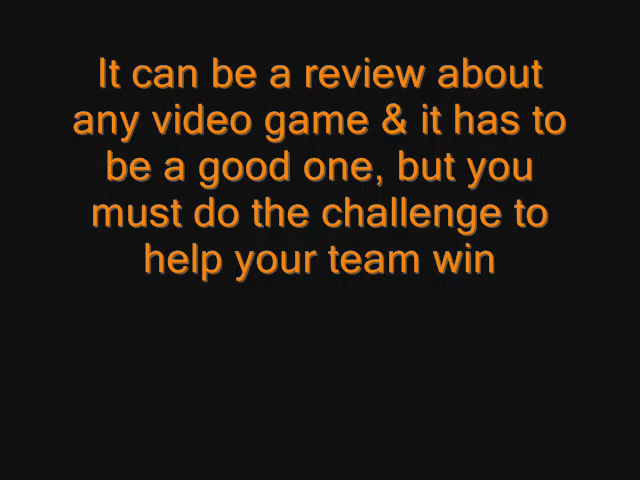 It can be a review about
any video game & it has to
be a good one, but you
must do the challenge to
help your team win